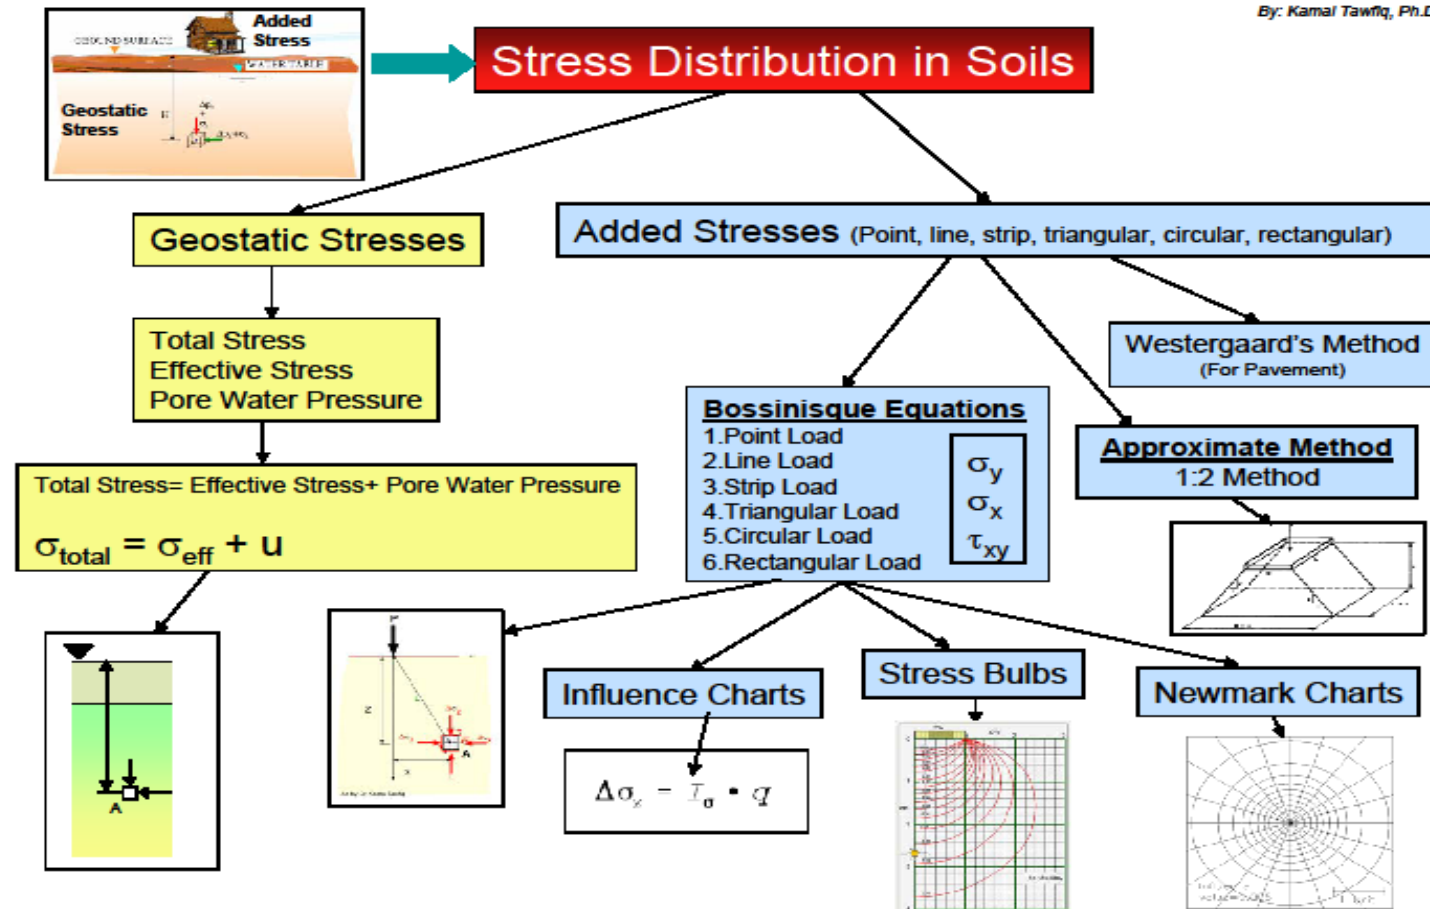 By: Kamal Tawfiq, Ph.D
Added
Stress
GROUND SURFACE
WATER TABLE
Geostatic
Stress
Stress Distribution in Soils
Geostatic Stresses
Added Stresses (Point, line, strip, triangular, circular, rectangular)
Total Stress
Effective Stress
Pore Water Pressure
Westergaard's Method
(For Pavement)
Bossinisque Equations
1.Point Load
2.Line Load
3.Strip Load
4.Triangular Load
5.Circular Load
6.Rectangular Load
σy
σx
τxy
Approximate Method
1:2 Method
Total Stress= Effective Stress+ Pore Water Pressure
σtotal = σeff + u
A
P
Z
X
A
Influence Charts
Stress Bulbs
Newmark Charts
Δσz = Iσ • q